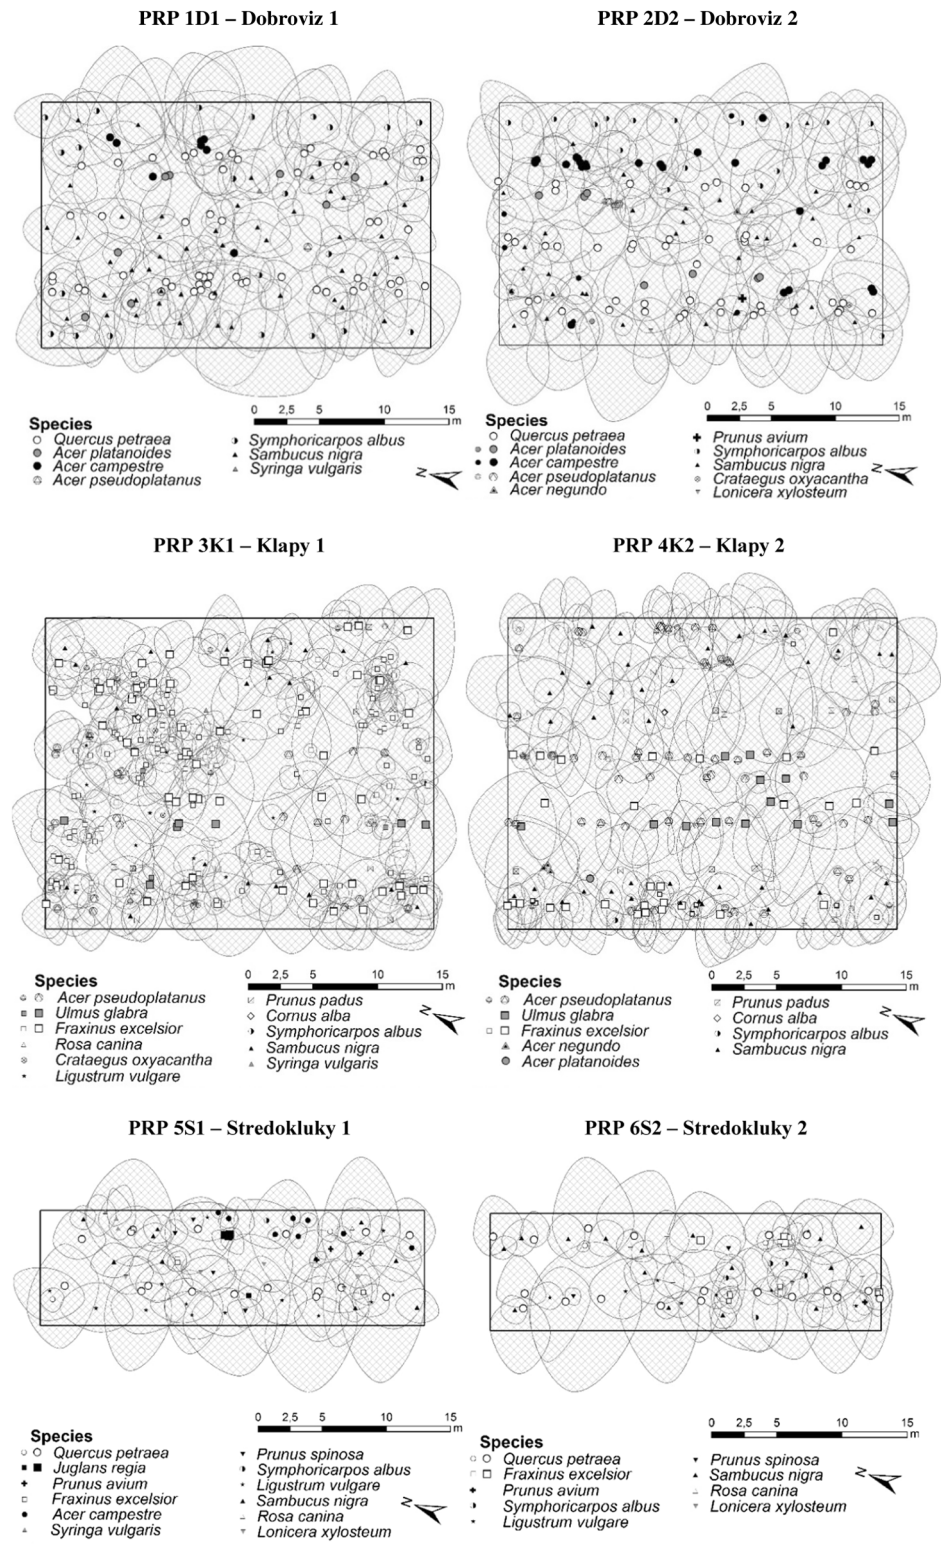 PRP 1D1 – Dobroviz 1
PRP 2D2 – Dobroviz 2
Species
Quercus petraea
Acer platanoides
Acer campestre
Acer pseudoplatanus
0 2,5 5 10 15
m
Symphoricarpos albus
Sambucus nigra
Syringa vulgaris
N
Species
Quercus petraea
Acer platanoides
Acer campestre
Acer pseudoplatanus
Acer negundo
0 2,5 5 10 15
m
Prunus avium
Symphoricarpos albus
Sambucus nigra
Crataegus oxyacantha
Lonicera xylosteum
N
PRP 3K1 – Klapy 1
PRP 4K2 – Klapy 2
Species
Acer pseudoplatanus
Ulmus glabra
Fraxinus excelsior
Rosa canina
Crataegus oxyacantha
Ligustrum vulgare
0 2,5 5 10 15
m
Prunus padus
Cornus alba
Symphoricarpos albus
Sambucus nigra
Syringa vulgaris
N
Species
Acer pseudoplatanus
Ulmus glabra
Fraxinus excelsior
Acer negundo
Acer platanoides
0 2,5 5 10 15
m
Prunus padus
Cornus alba
Symphoricarpos albus
Sambucus nigra
N
PRP 5S1 – Stredokluky 1
PRP 6S2 – Stredokluky 2
Species
Quercus petraea
Juglans regia
Prunus avium
Fraxinus excelsior
Acer campestre
Syringa vulgaris
0 2,5 5 10 15
m
Prunus spinosa
Symphoricarpos albus
Ligustrum vulgare
Sambucus nigra
Rosa canina
Lonicera xylosteum
N
Species
Quercus petraea
Fraxinus excelsior
Prunus avium
Symphoricarpos albus
Ligustrum vulgare
0 2,5 5 10 15
m
Prunus spinosa
Sambucus nigra
Rosa canina
Lonicera xylosteum
N